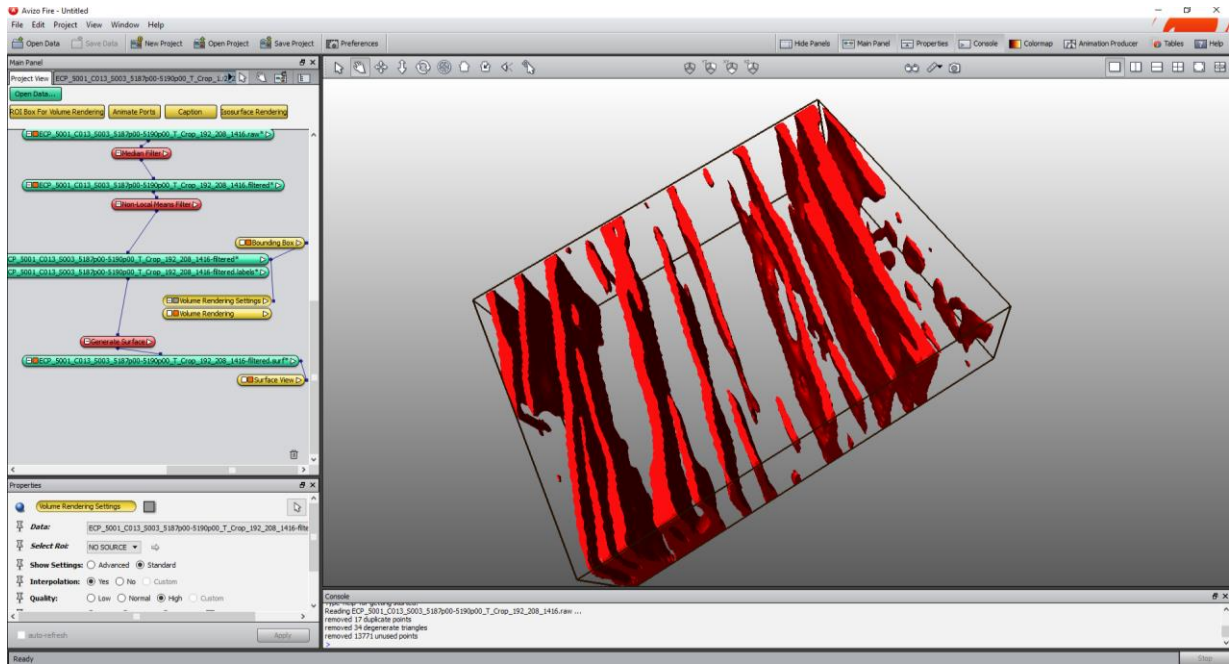 Avizo Fire - Untitled
File Edit Project View Window Help
Open Data Save Data New Project Open Project Save Project Preferences Hide Panels Main Panel Properties Console Colormap Animation Producer Tables Help
Main Panel
Project View
Open Data...
ROI Box For Volume Rendering Animate Ports Caption Isosurface Rendering
ECP_5001_C013_S003_5187p00-5190p00_T_Crop_192_208_1416.raw*
Median Filter
ECP_5001_C013_S003_5187p00-5190p00_T_Crop_192_208_1416-filtered*
Non-Local Means Filter
Bounding Box
CP_5001_C013_S003_5187p00-5190p00_T_Crop_192_208_1416-filtered*
CP_5001_C013_S003_5187p00-5190p00_T_Crop_192_208_1416-filtered.labels*
Volume Rendering Settings
Volume Rendering
Generate Surface
ECP_5001_C013_S003_5187p00-5190p00_T_Crop_192_208_1416-filtered.surf*
Surface View
Properties
Volume Rendering Settings
Data: ECP_5001_C013_S003_5187p00-5190p00_T_Crop_192_208_1416-filte
Select Roi: NO SOURCE
Show Settings: Advanced Standard
Interpolation: Yes No Custom
Quality: Low Normal High Custom
auto-refresh Apply
Console
Reading ECP_5001_C013_S003_5187p00-5190p00_T_Crop_192_208_1416.raw ...
removed 17 duplicate points
removed 34 degenerate triangles
removed 13771 unused points
>
Ready Stop